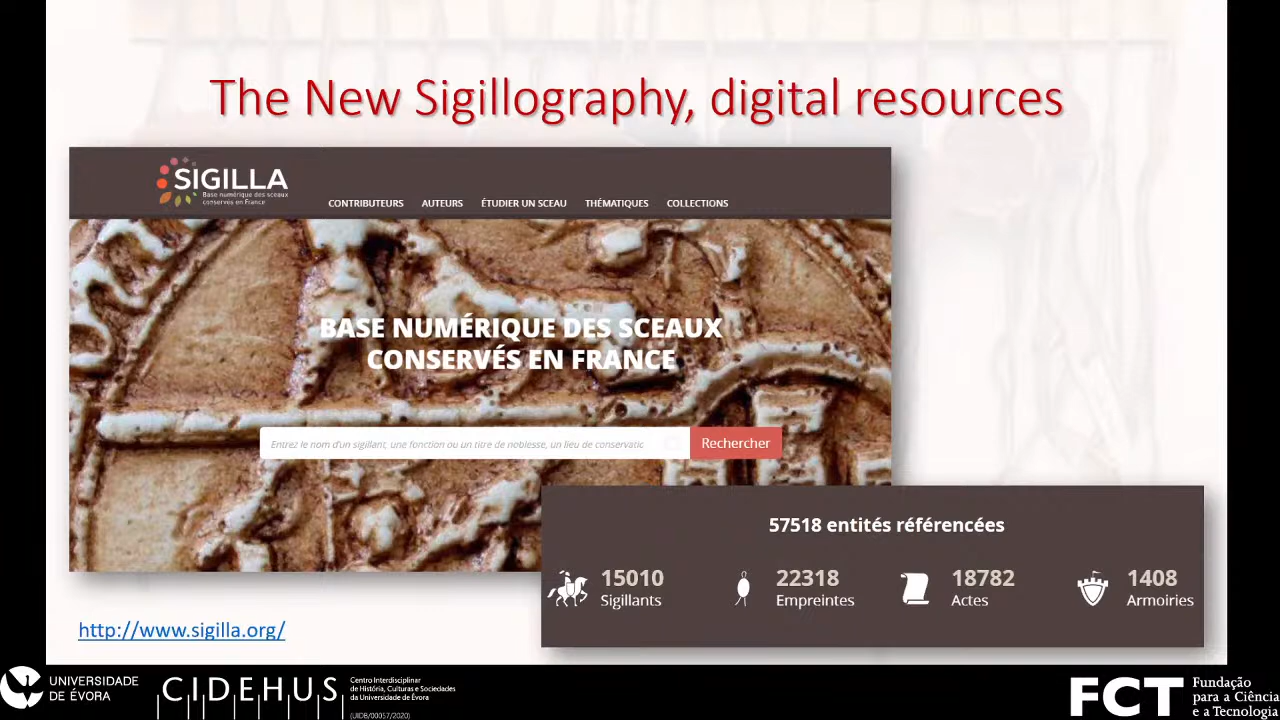 The New Sigillography, digital resources
SIGILLA
Base numérique des sceaux
conservés en France
CONTRIBUTEURS AUTEURS ÉTUDIER UN SCEAU THÉMATIQUES COLLECTIONS
BASE NUMÉRIQUE DES SCEAUX
CONSERVÉS EN FRANCE
Entrez le nom d'un sigillant, une fonction ou un titre de noblesse, un lieu de conservatic
Rechercher
57518 entités référencées
15010
Sigillants
22318
Empreintes
18782
Actes
1408
Armoiries
http://www.sigilla.org/
UNIVERSIDADE
DE ÉVORA
CIDEHUS
Centro Interdisciplinar
de História, Culturas e Sociedades
da Universidade de Évora
(UIDB/00057/2020)
FCT
Fundação
para a Ciência
e a Tecnologia